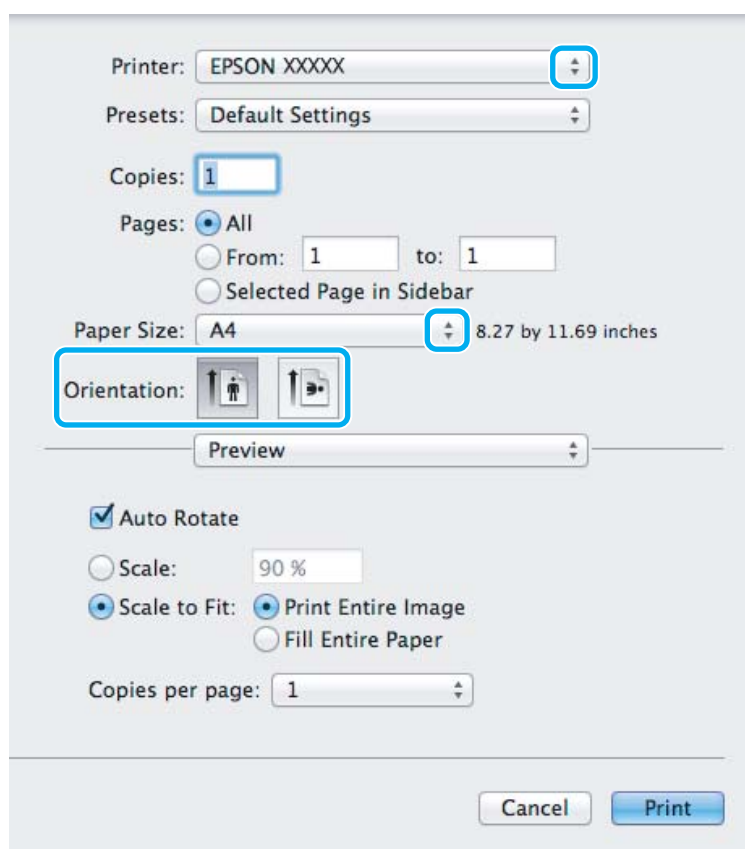 Printer: EPSON XXXXX
Presets: Default Settings
Copies: 1
Pages: All
From: 1 to: 1
Selected Page in Sidebar
Paper Size: A4 8.27 by 11.69 inches
Orientation:
Preview
Auto Rotate
Scale: 90 %
Scale to Fit: Print Entire Image
Fill Entire Paper
Copies per page: 1
Cancel Print